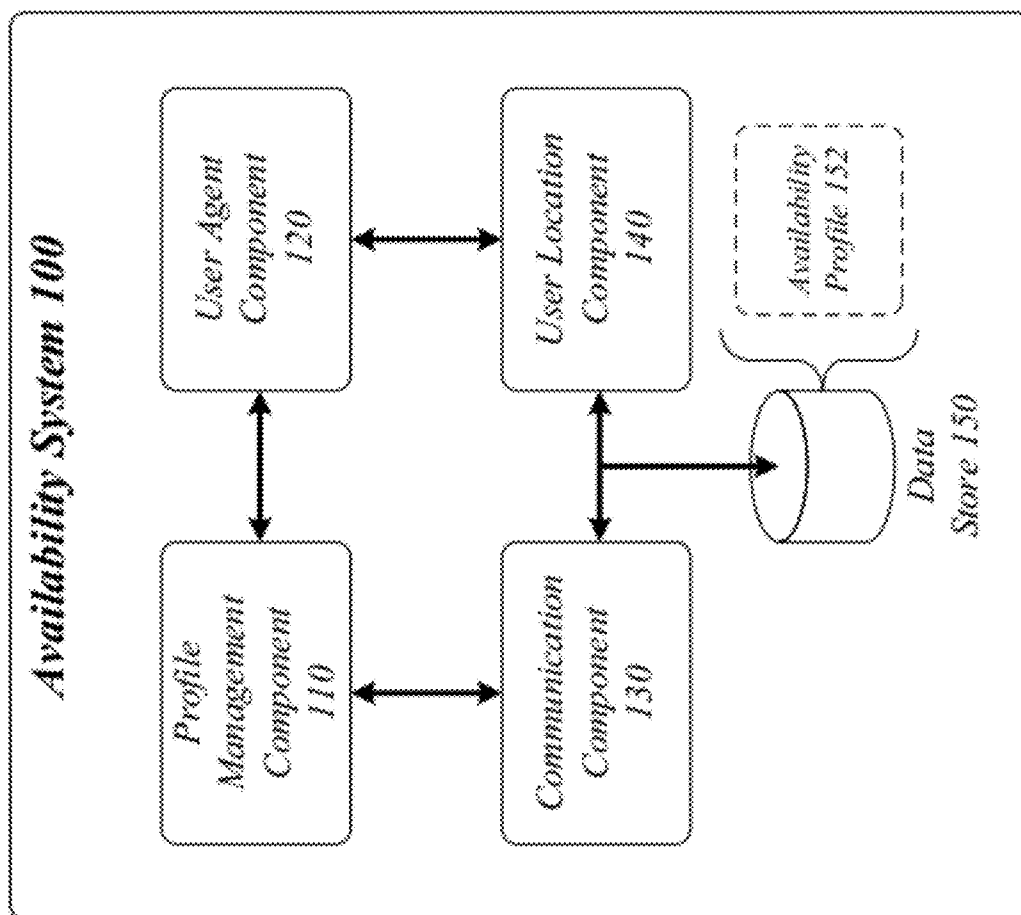 Availability System 100
Profile
Management
Component
110
User Agent
Component
120
Communication
Component
130
User Location
Component
140
Data
Store 150
Availability
Profile 152